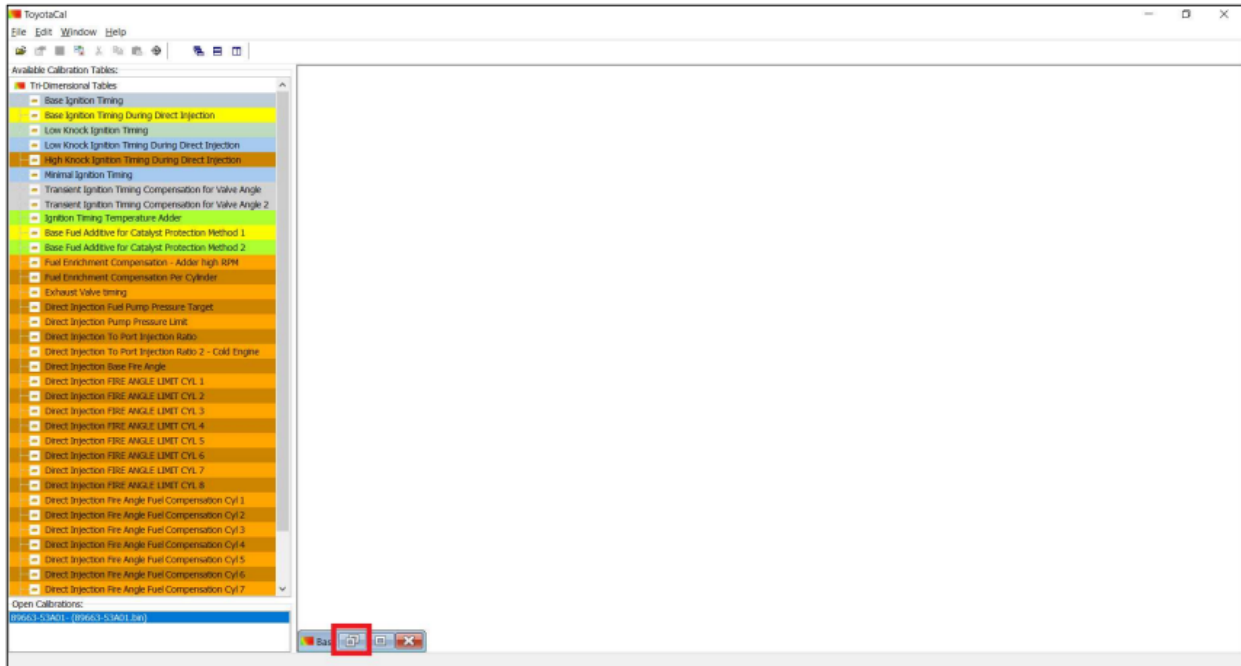 ToyotaCal
File Edit Window Help
Available Calibration Tables:
Tri-Dimensional Tables
Base Ignition Timing
Base Ignition Timing During Direct Injection
Low Knock Ignition Timing
Low Knock Ignition Timing During Direct Injection
High Knock Ignition Timing During Direct Injection
Minimal Ignition Timing
Transient Ignition Timing Compensation for Valve Angle
Transient Ignition Timing Compensation for Valve Angle 2
Ignition Timing Temperature Adder
Base Fuel Additive for Catalyst Protection Method 1
Base Fuel Additive for Catalyst Protection Method 2
Fuel Enrichment Compensation - Adder high RPM
Fuel Enrichment Compensation Per Cylinder
Exhaust Valve timing
Direct Injection Fuel Pump Pressure Target
Direct Injection Pump Pressure Limit
Direct Injection To Port Injection Ratio
Direct Injection To Port Injection Ratio 2 - Cold Engine
Direct Injection Base Fire Angle
Direct Injection FIRE ANGLE LIMIT CYL 1
Direct Injection FIRE ANGLE LIMIT CYL 2
Direct Injection FIRE ANGLE LIMIT CYL 3
Direct Injection FIRE ANGLE LIMIT CYL 4
Direct Injection FIRE ANGLE LIMIT CYL 5
Direct Injection FIRE ANGLE LIMIT CYL 6
Direct Injection FIRE ANGLE LIMIT CYL 7
Direct Injection FIRE ANGLE LIMIT CYL 8
Direct Injection Fire Angle Fuel Compensation Cyl 1
Direct Injection Fire Angle Fuel Compensation Cyl 2
Direct Injection Fire Angle Fuel Compensation Cyl 3
Direct Injection Fire Angle Fuel Compensation Cyl 4
Direct Injection Fire Angle Fuel Compensation Cyl 5
Direct Injection Fire Angle Fuel Compensation Cyl 6
Direct Injection Fire Angle Fuel Compensation Cyl 7
Open Calibrations:
89663-53A01- (89663-53A01.bin)
Bas